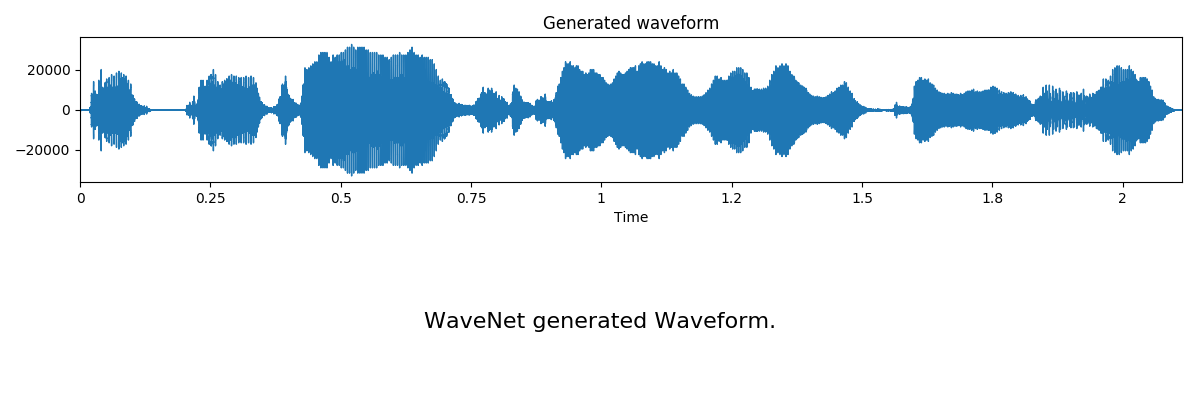 Generated waveform
20000
0
−20000
0 0.25 0.5 0.75 1 1.2 1.5 1.8 2
Time
WaveNet generated Waveform.